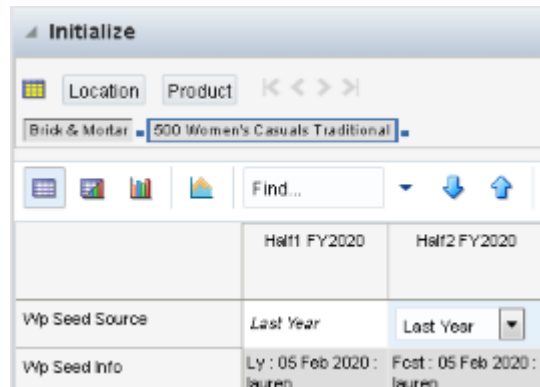 Initialize
Location Product
Brick & Mortar 500 Women's Casuals Traditional
Find...
Half1 FY2020 Half2 FY2020
Wp Seed Source Last Year Last Year
Wp Seed Info Ly : 05 Feb 2020 : Fcst : 05 Feb 2020 :
lauren lauren